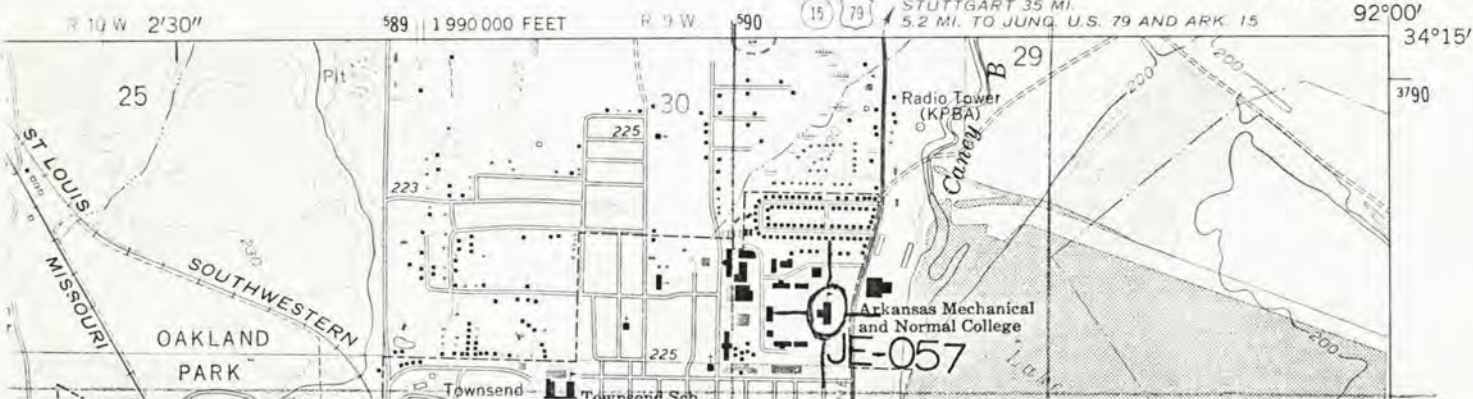 R 10 W 2'30" 589 1 990 000 FEET R 9 W 590 15 79 STUTTGART 35 MI. 92°00'
5.2 MI. TO JUNC. U.S. 79 AND ARK. 15
34°15'
Pit
29
200
200
25
30
Radio Tower
(KPBA)
3790
B
Caney
ST LOUIS
225
223
230
SOUTHWESTERN
MISSOURI
Arkansas Mechanical
and Normal College
OAKLAND
PARK
225
JE-057
200
Townsend
Townsend Sch